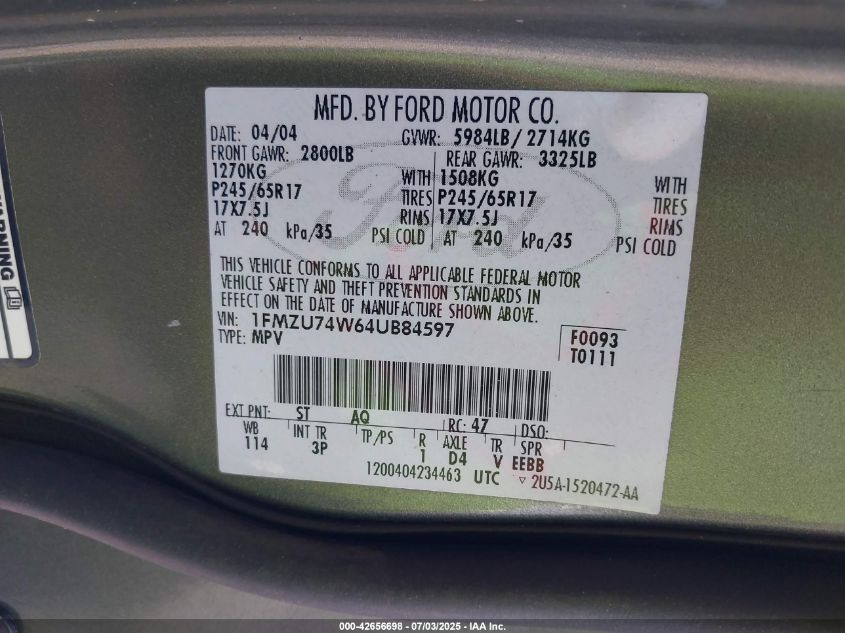 MFD. BY FORD MOTOR CO.
DATE: 04/04 GVWR: 5984LB/ 2714KG
FRONT GAWR: 2800LB REAR GAWR: 3325LB
1270KG WITH 1508KG WITH
P245/65R17 TIRES P245/65R17 TIRES
17X7.5J RIMS 17X7.5J RIMS
AT 240 kPa/35 PSI COLD AT 240 kPa/35 PSI COLD
Ford
THIS VEHICLE CONFORMS TO ALL APPLICABLE FEDERAL MOTOR
VEHICLE SAFETY AND THEFT PREVENTION STANDARDS IN
EFFECT ON THE DATE OF MANUFACTURE SHOWN ABOVE.
VIN: 1FMZU74W64UB84597
TYPE: MPV
F0093
T0111
EXT PNT: ST AQ RC: 47 DSO:
WB INT TR TP/PS R AXLE TR SPR
114 3P 1 D4 V EEBB
1200404234463 UTC ▽ 2U5A-1520472-AA
WARNING
000-42656698 - 07/03/2025 - IAA Inc.